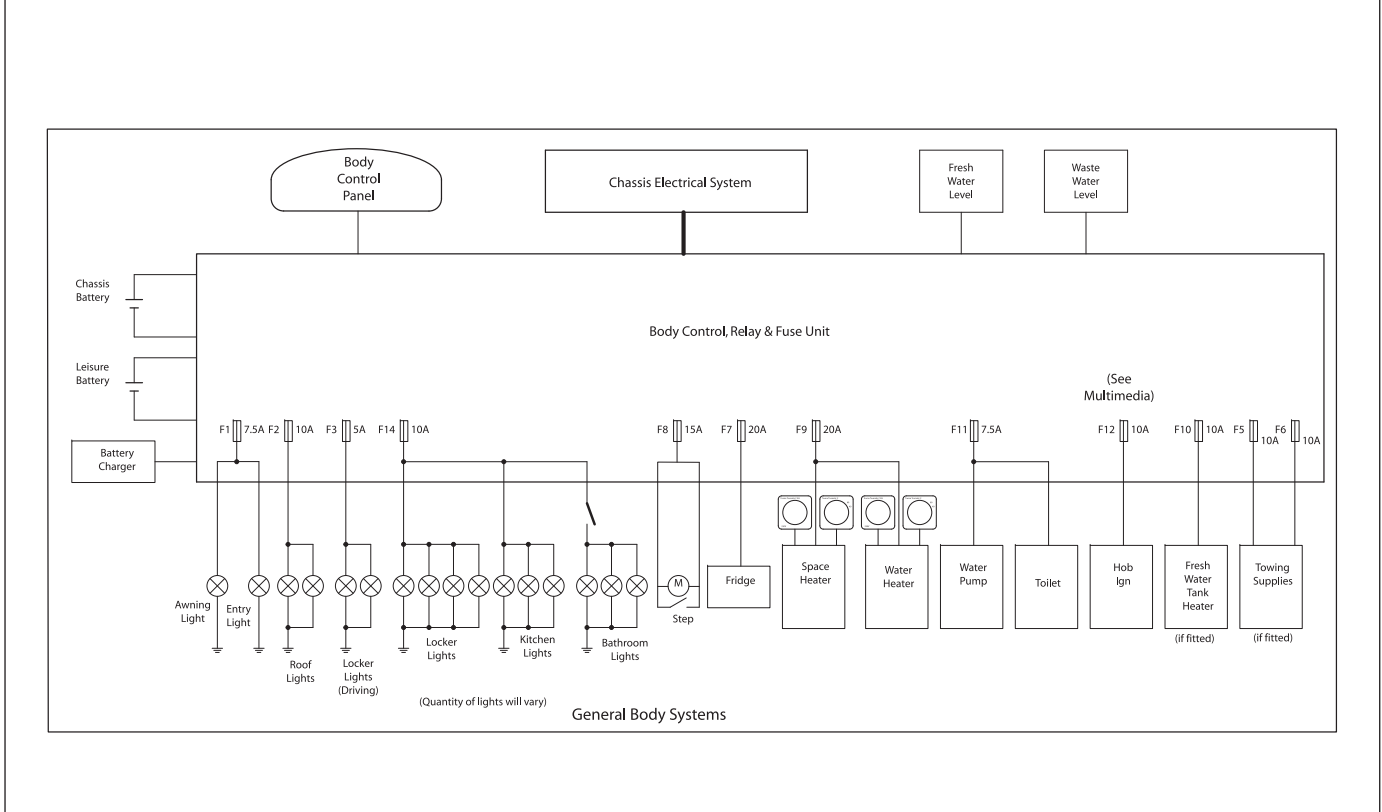 Body
Control
Panel
Chassis Electrical System
Fresh
Water
Level
Waste
Water
Level
Chassis
Battery
Leisure
Battery
Battery
Charger
Body Control, Relay & Fuse Unit
(See
Multimedia)
F1 7.5A F2 10A F3 5A F14 10A F8 15A F7 20A F9 20A F11 7.5A F12 10A F10 10A F5 10A F6 10A
Awning
Light
Entry
Light
Roof
Lights
Locker
Lights
(Driving)
Locker
Lights
Kitchen
Lights
Bathroom
Lights
(Quantity of lights will vary)
M
Step
Fridge
Space
Heater
Water
Heater
Water
Pump
Toilet
Hob
Ign
Fresh
Water
Tank
Heater
(if fitted)
Towing
Supplies
(if fitted)
General Body Systems